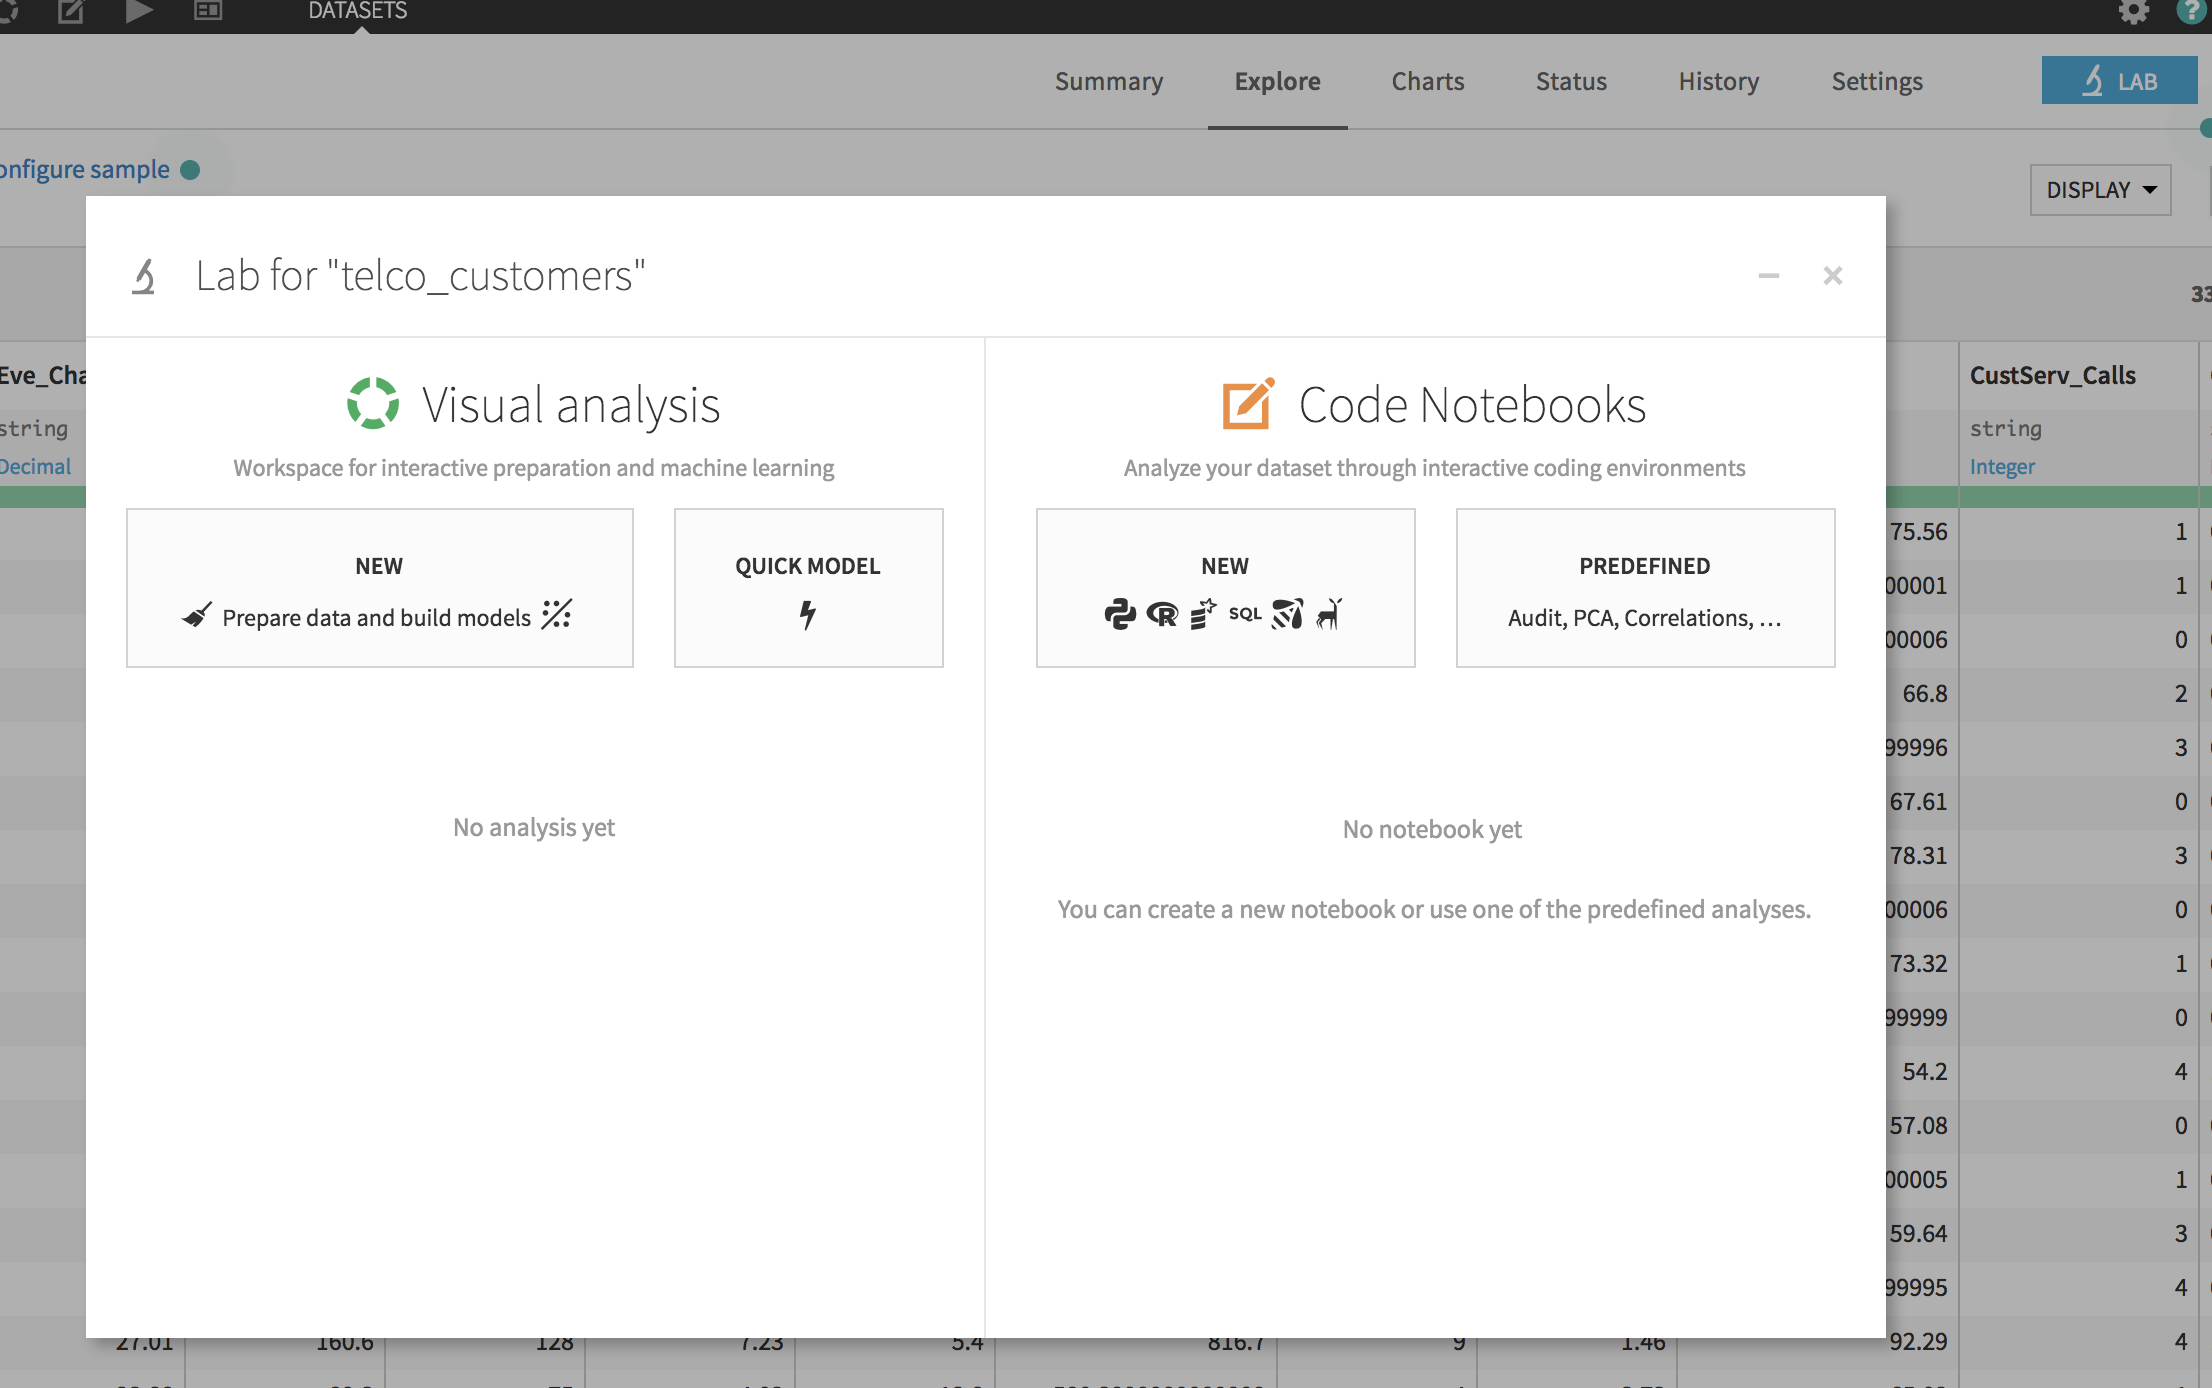 DATASETS
Summary Explore Charts Status History Settings LAB
onfigure sample
DISPLAY
Lab for "telco_customers"
33
Eve_Cha
string
Decimal
CustServ_Calls
string
Integer
Visual analysis
Workspace for interactive preparation and machine learning
NEW
Prepare data and build models
QUICK MODEL
No analysis yet
Code Notebooks
Analyze your dataset through interactive coding environments
NEW
SQL
PREDEFINED
Audit, PCA, Correlations, ...
No notebook yet
You can create a new notebook or use one of the predefined analyses.
75.56 1
00001 1
00006 0
66.8 2
99996 3
67.61 0
78.31 3
00006 0
73.32 1
99999 0
54.2 4
57.08 0
00005 1
59.64 3
99995 4
27.01 160.6 128 7.23 5.4 816.7 9 1.46 92.29 4